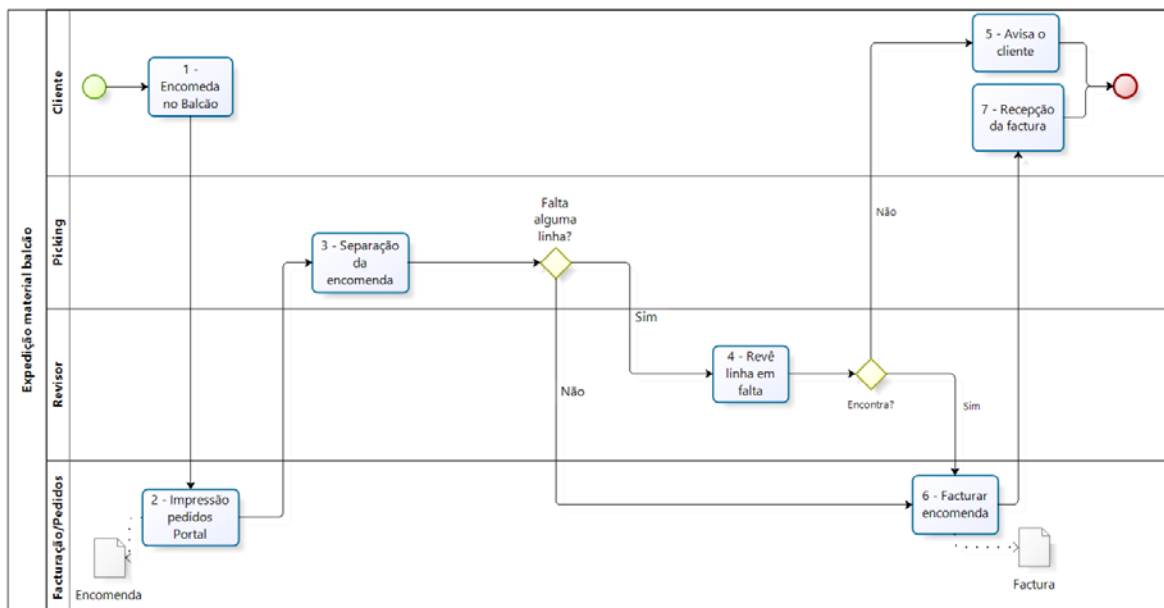 Expedição material balcão
Cliente
1 -
Encomeda
no Balcão
5 - Avisa o
cliente
7 - Recepção
da factura
Picking
3 - Separação
da
encomenda
Falta
alguma
linha?
Não
Sim
Revisor
4 - Revê
linha em
falta
Encontra?
Não
Sim
Facturação/Pedidos
2 - Impressão
pedidos
Portal
Encomenda
6 - Facturar
encomenda
Factura